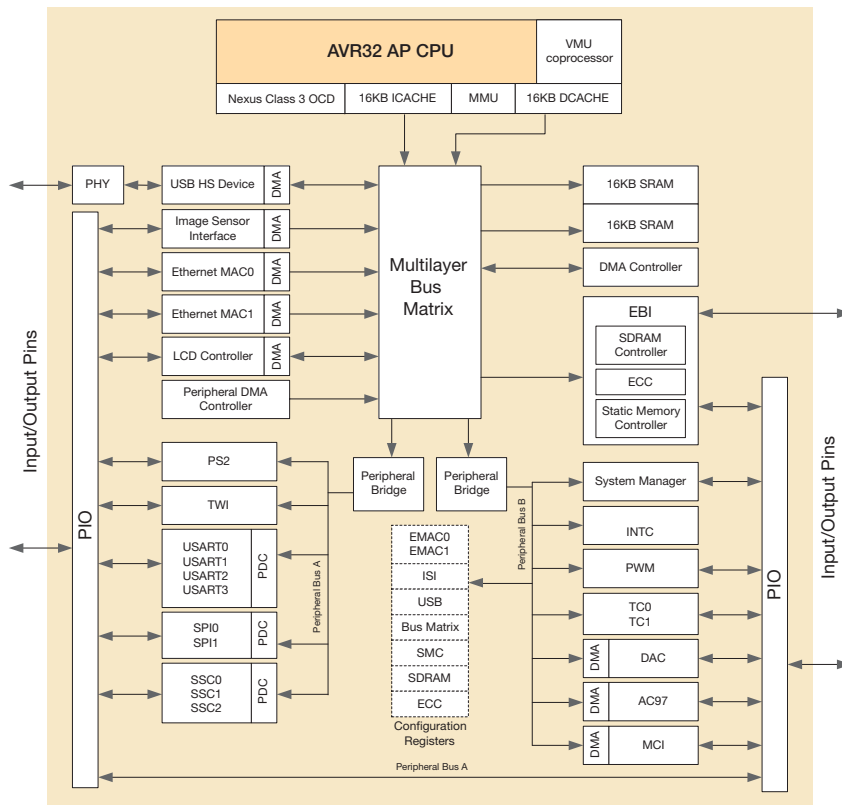 AVR32 AP CPU
VMU
coprocessor
Nexus Class 3 OCD
16KB ICACHE
MMU
16KB DCACHE
PHY
USB HS Device
DMA
Image Sensor
Interface
DMA
Ethernet MAC0
DMA
Ethernet MAC1
DMA
LCD Controller
DMA
Peripheral DMA
Controller
Multilayer
Bus
Matrix
16KB SRAM
16KB SRAM
DMA Controller
EBI
SDRAM
Controller
ECC
Static Memory
Controller
Input/Output Pins
PIO
PS2
TWI
USART0
USART1
USART2
USART3
PDC
SPI0
SPI1
PDC
SSC0
SSC1
SSC2
PDC
Peripheral Bus A
Peripheral
Bridge
Peripheral
Bridge
Peripheral Bus B
EMAC0
EMAC1
ISI
USB
Bus Matrix
SMC
SDRAM
ECC
Configuration
Registers
System Manager
INTC
PWM
TC0
TC1
DMA
DAC
DMA
AC97
DMA
MCI
PIO
Input/Output Pins
Peripheral Bus A